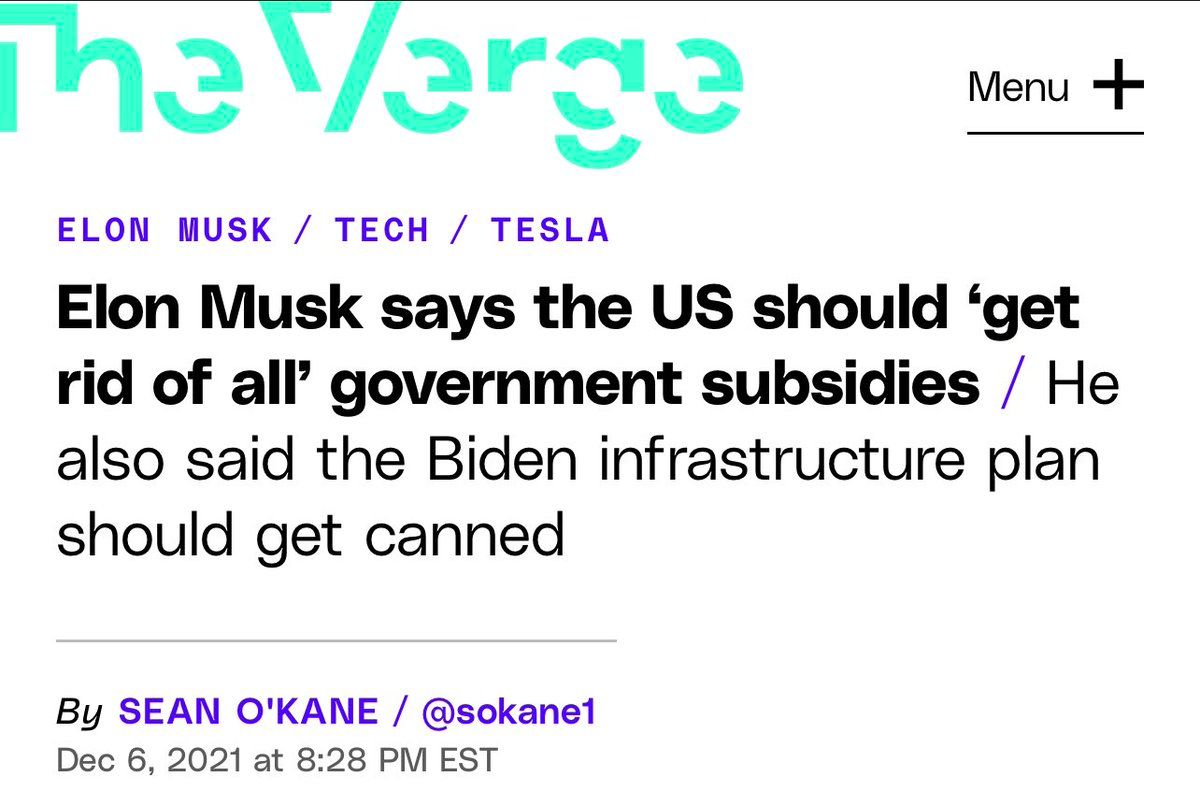 The Verge
Menu +
ELON MUSK / TECH / TESLA
Elon Musk says the US should ‘get
rid of all’ government subsidies / He
also said the Biden infrastructure plan
should get canned
By SEAN O'KANE / @sokane1
Dec 6, 2021 at 8:28 PM EST